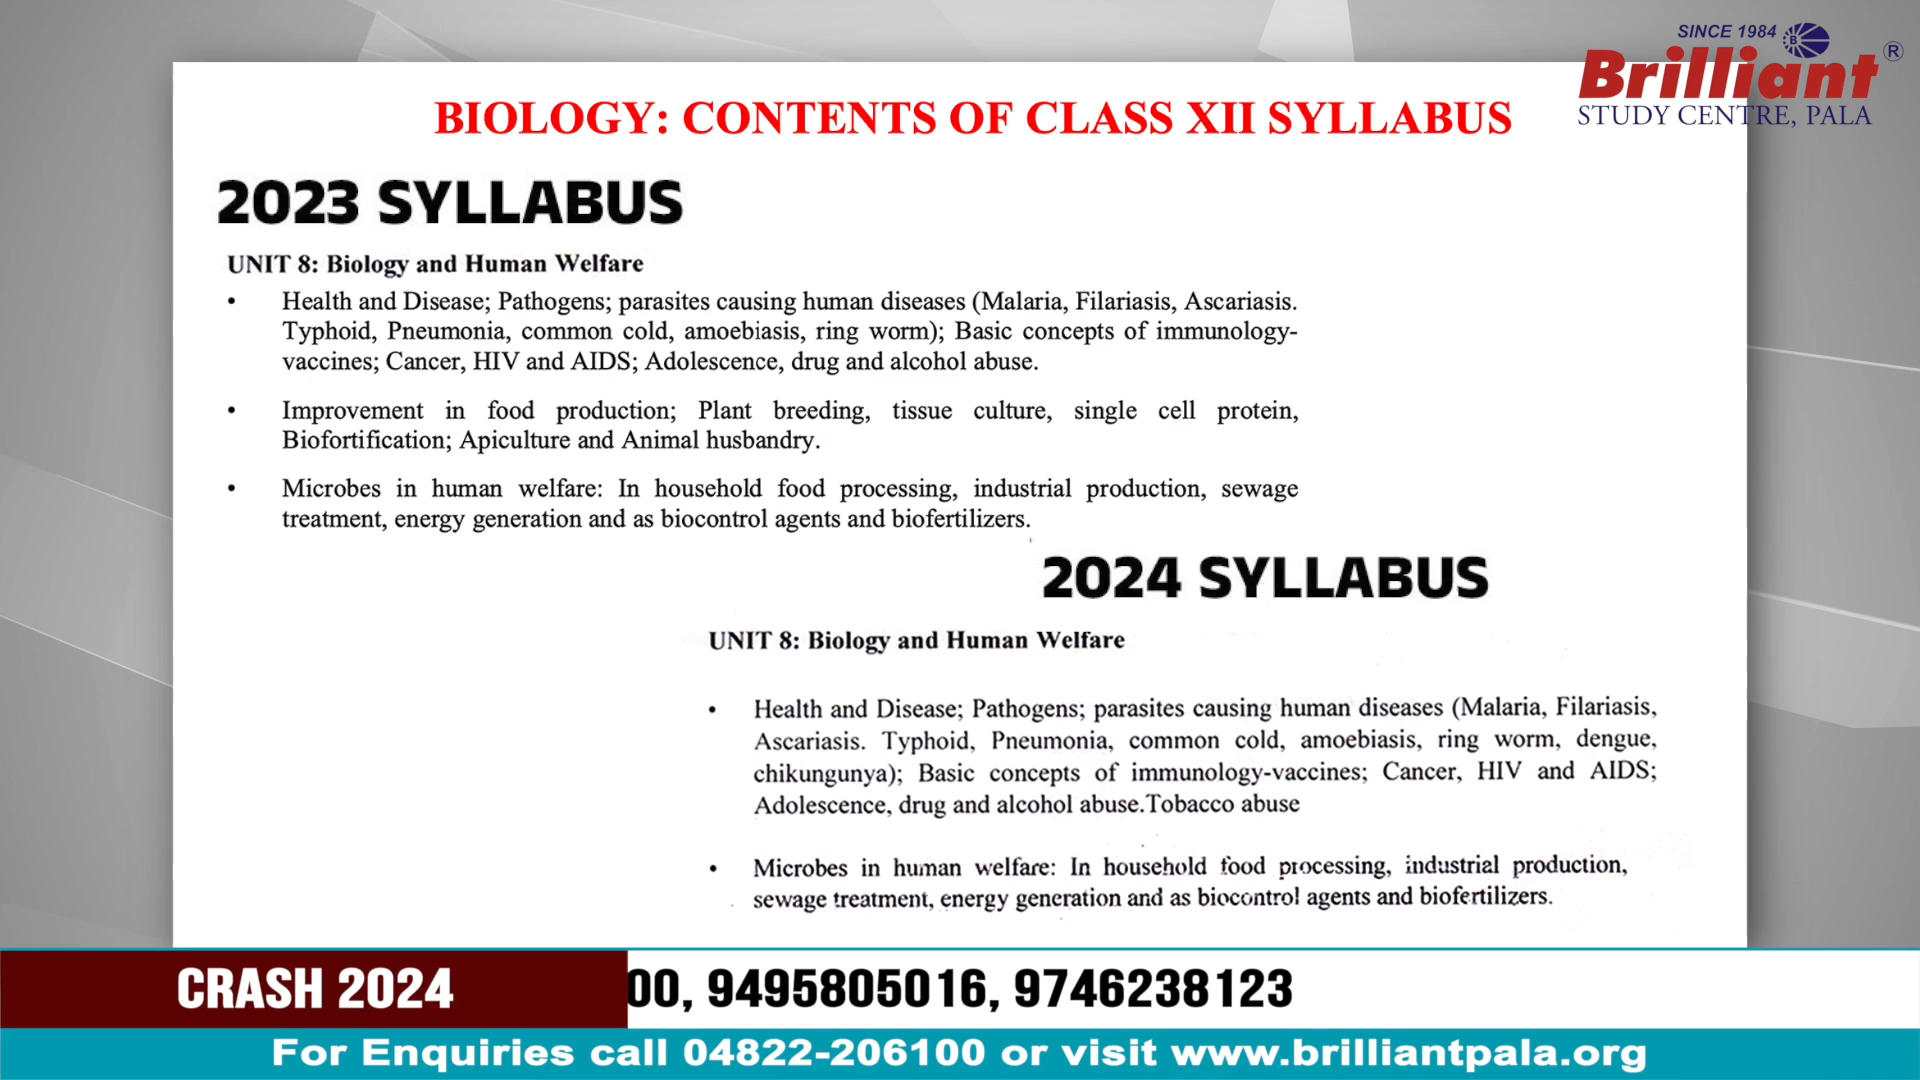 SINCE 1984
Brilliant ®
STUDY CENTRE, PALA
BIOLOGY: CONTENTS OF CLASS XII SYLLABUS
2023 SYLLABUS
UNIT 8: Biology and Human Welfare
• Health and Disease; Pathogens; parasites causing human diseases (Malaria, Filariasis, Ascariasis.
Typhoid, Pneumonia, common cold, amoebiasis, ring worm); Basic concepts of immunology-
vaccines; Cancer, HIV and AIDS; Adolescence, drug and alcohol abuse.
• Improvement in food production; Plant breeding, tissue culture, single cell protein,
Biofortification; Apiculture and Animal husbandry.
• Microbes in human welfare: In household food processing, industrial production, sewage
treatment, energy generation and as biocontrol agents and biofertilizers.
2024 SYLLABUS
UNIT 8: Biology and Human Welfare
• Health and Disease; Pathogens; parasites causing human diseases (Malaria, Filariasis,
Ascariasis. Typhoid, Pneumonia, common cold, amoebiasis, ring worm, dengue,
chikungunya); Basic concepts of immunology-vaccines; Cancer, HIV and AIDS;
Adolescence, drug and alcohol abuse.Tobacco abuse
• Microbes in human welfare: In household food processing, industrial production,
sewage treatment, energy generation and as biocontrol agents and biofertilizers.
CRASH 2024 00, 9495805016, 9746238123
For Enquiries call 04822-206100 or visit www.brilliantpala.org